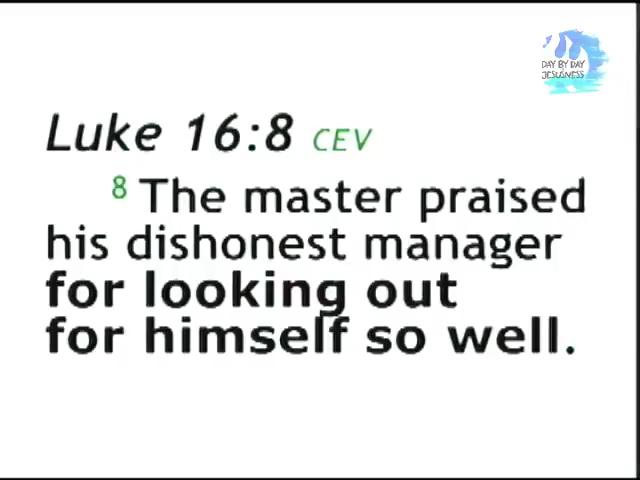 DAY BY DAY
JESUSNESS
Luke 16:8 CEV
8 The master praised
his dishonest manager
for looking out
for himself so well.